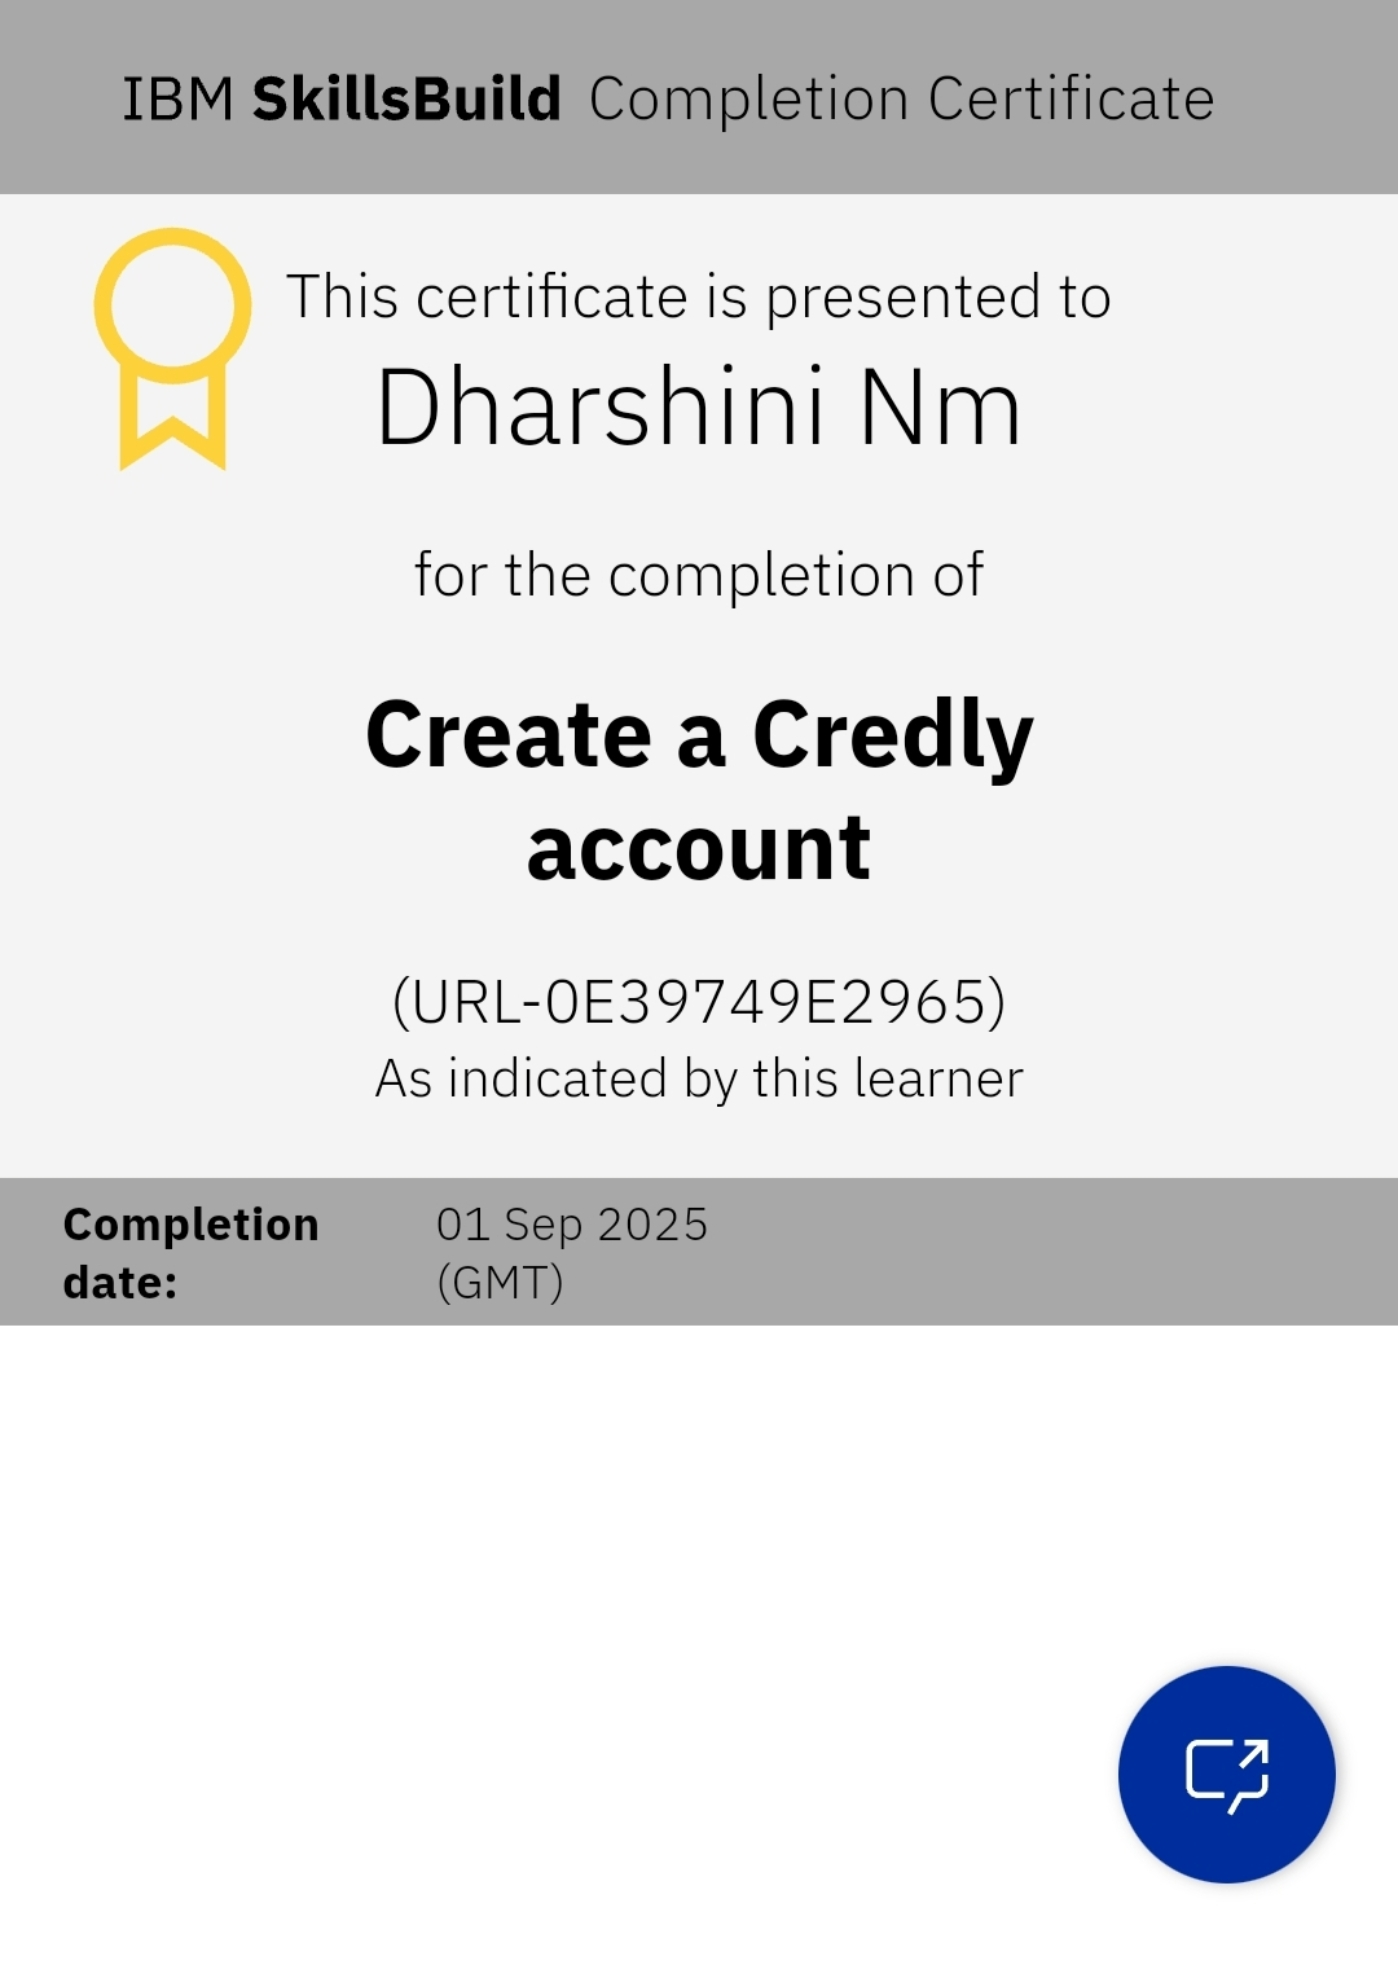 IBM SkillsBuild Completion Certificate
This certificate is presented to
Dharshini Nm
for the completion of
Create a Credly
account
(URL-0E39749E2965)
As indicated by this learner
Completion date: 01 Sep 2025 (GMT)